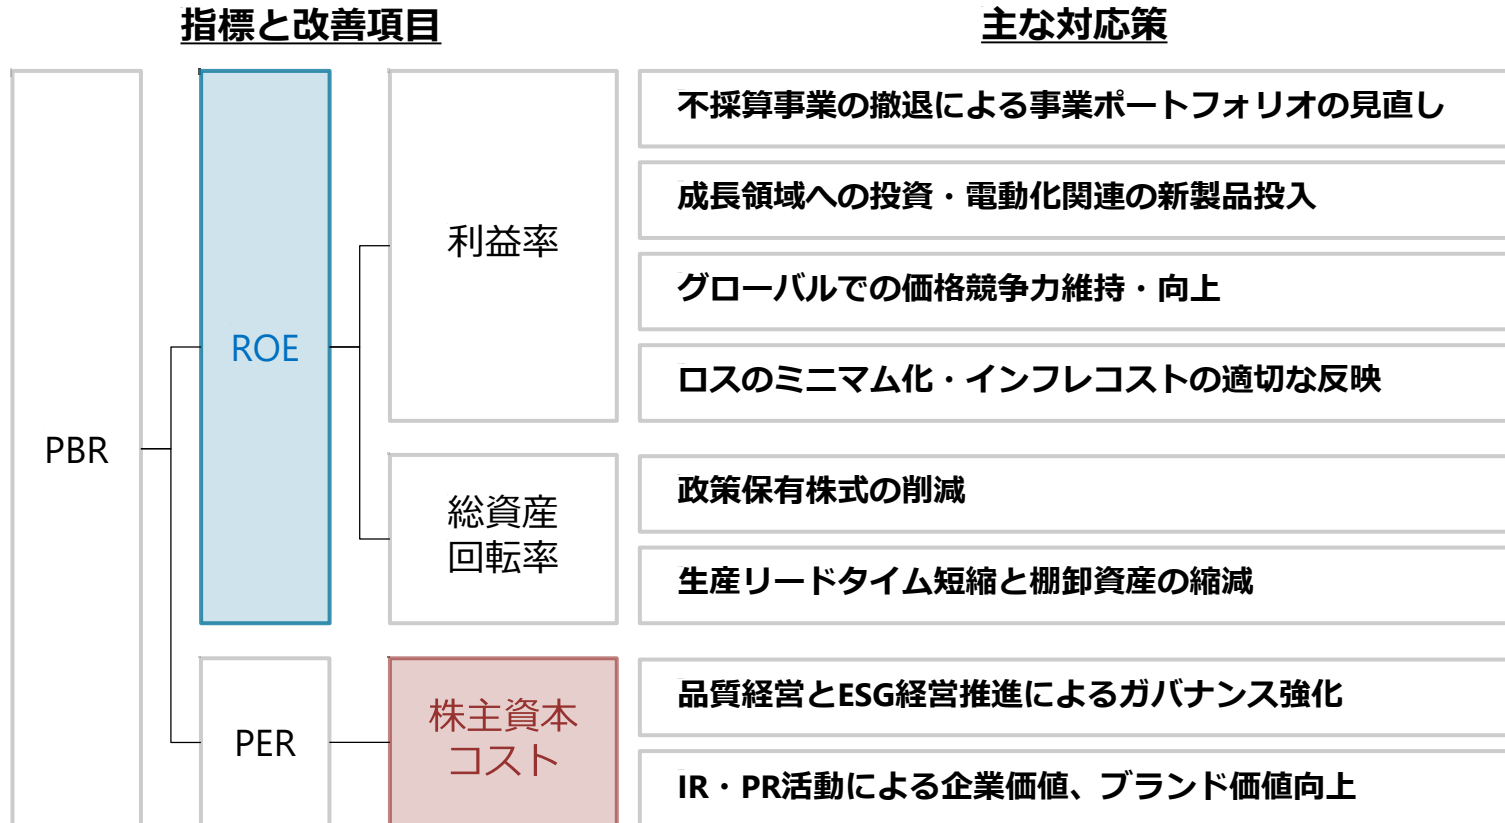 指標と改善項目
主な対応策
PBR
ROE
利益率
不採算事業の撤退による事業ポートフォリオの見直し
成長領域への投資・電動化関連の新製品投入
グローバルでの価格競争力維持・向上
ロスのミニマム化・インフレコストの適切な反映
総資産
回転率
政策保有株式の削減
生産リードタイム短縮と棚卸資産の縮減
PER
株主資本
コスト
品質経営とESG経営推進によるガバナンス強化
IR・PR活動による企業価値、ブランド価値向上